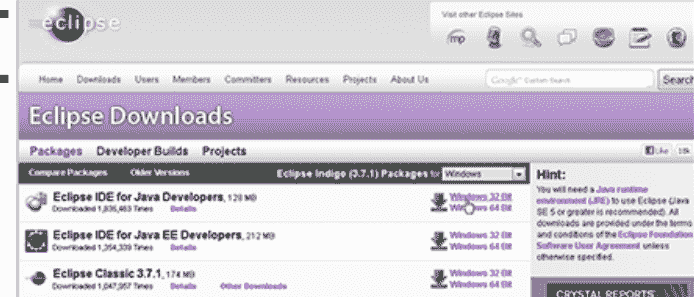 eclipse
Visit other Eclipse Sites
mp
Home Downloads Users Members Committers Resources Projects About Us
Google™ Custom Search
Search
Eclipse Downloads
Packages Developer Builds Projects
Like
Compare Packages Older Versions
Eclipse Indigo (3.7.1) Packages for Windows
Eclipse IDE for Java Developers, 128 MB
Downloaded 1,835,483 Times Details
Windows 32 Bit
Windows 64 Bit
Eclipse IDE for Java EE Developers, 212 MB
Downloaded 1,354,339 Times Details
Windows 32 Bit
Windows 64 Bit
Eclipse Classic 3.7.1, 174 MB
Downloaded 1,047,957 Times Details Other Downloads
Windows 32 Bit
Windows 64 Bit
Hint:
You will need a Java runtime
environment (JRE) to use Eclipse (Java
SE 5 or greater is recommended). All
downloads are provided under the terms
and conditions of the Eclipse Foundation
Software User Agreement unless
otherwise specified.
CRYSTAL REPORTS